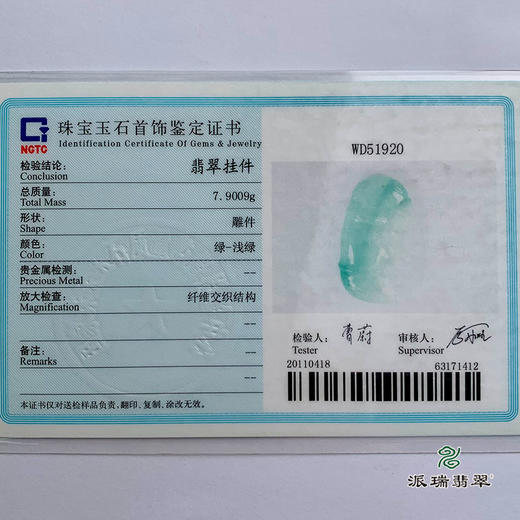 NGTC
珠宝玉石首饰鉴定证书
Identification Certificate Of Gems & Jewelry
检验结论: 翡翠挂件
Conclusion
总质量: 7.9009g
Total Mass
形状: 雕件
Shape
颜色: 绿-浅绿
Color
贵金属检测: --
Precious Metal
放大检查: 纤维交织结构
Magnification
--
备注: --
Remarks
--
本证书仅对送检样品负责,翻印、复制、涂改无效。
WD51920
检验人: 曹蔚
Tester
审核人:
Supervisor
20110418 63171412
派瑞翡翠